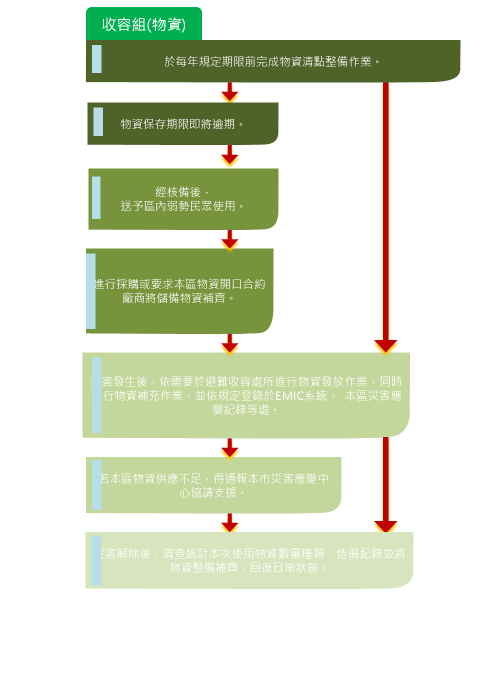 收容組(物資)
於每年規定期限前完成物資清點整備作業。
物資保存期限即將逾期。
經核備後，
送予區內弱勢民眾使用。
進行採購或要求本區物資開口合約
廠商將儲備物資補齊。
害發生後，依需要於避難收容處所進行物資發放作業，同時
行物資補充作業，並依規定登錄於EMIC系統、 本區災害應
變記錄等處。
若本區物資供應不足，得通報本市災害應變中
心協請支援。
害解除後，清查統計本次使用物資數量種類，造冊記錄並將
物資整備補齊，回復日常狀態。